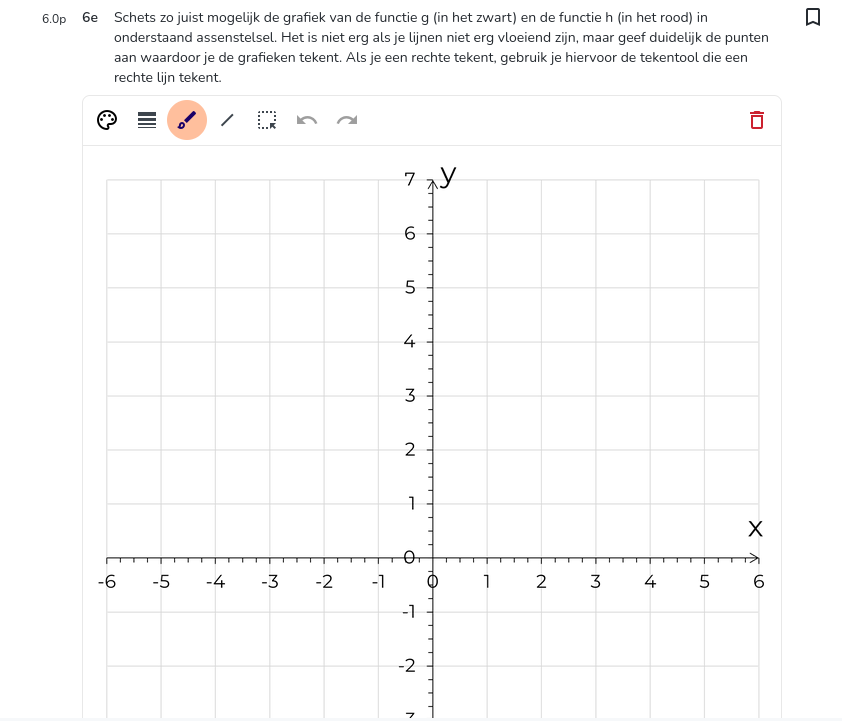 6.0p 6e Schets zo juist mogelijk de grafiek van de functie g (in het zwart) en de functie h (in het rood) in
onderstaand assenstelsel. Het is niet erg als je lijnen niet erg vloeiend zijn, maar geef duidelijk de punten
aan waardoor je de grafieken tekent. Als je een rechte tekent, gebruik je hiervoor de tekentool die een
rechte lijn tekent.
7 y
6
5
4
3
2
1
x
0
-6 -5 -4 -3 -2 -1 0 1 2 3 4 5 6
-1
-2